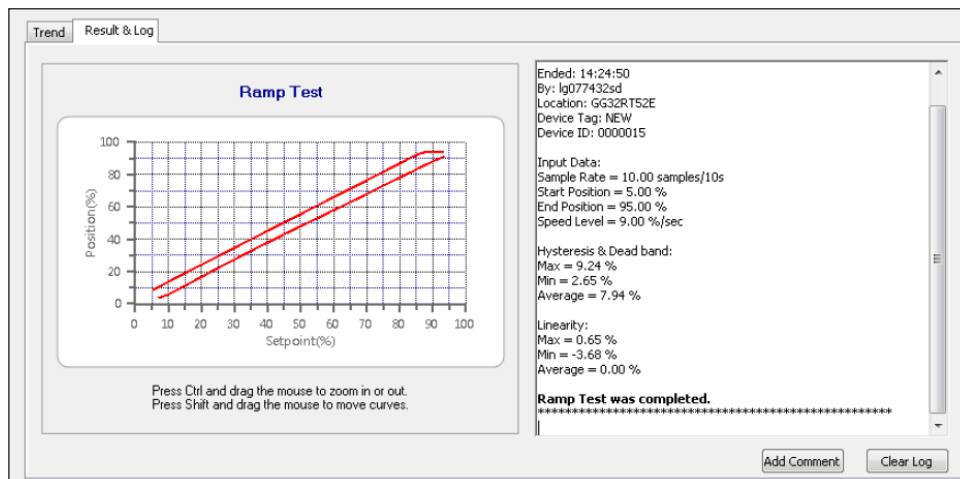 Trend
Result & Log
Ramp Test
100
80
60
40
20
0
Position(%)
0 10 20 30 40 50 60 70 80 90 100
Setpoint(%)
Press Ctrl and drag the mouse to zoom in or out.
Press Shift and drag the mouse to move curves.
Ended: 14:24:50
By: lg077432sd
Location: GG32RT52E
Device Tag: NEW
Device ID: 0000015
Input Data:
Sample Rate = 10.00 samples/10s
Start Position = 5.00 %
End Position = 95.00 %
Speed Level = 9.00 %/sec
Hysteresis & Dead band:
Max = 9.24 %
Min = 2.65 %
Average = 7.94 %
Linearity:
Max = 0.65 %
Min = -3.68 %
Average = 0.00 %
Ramp Test was completed.
*****************************************************
Add Comment
Clear Log